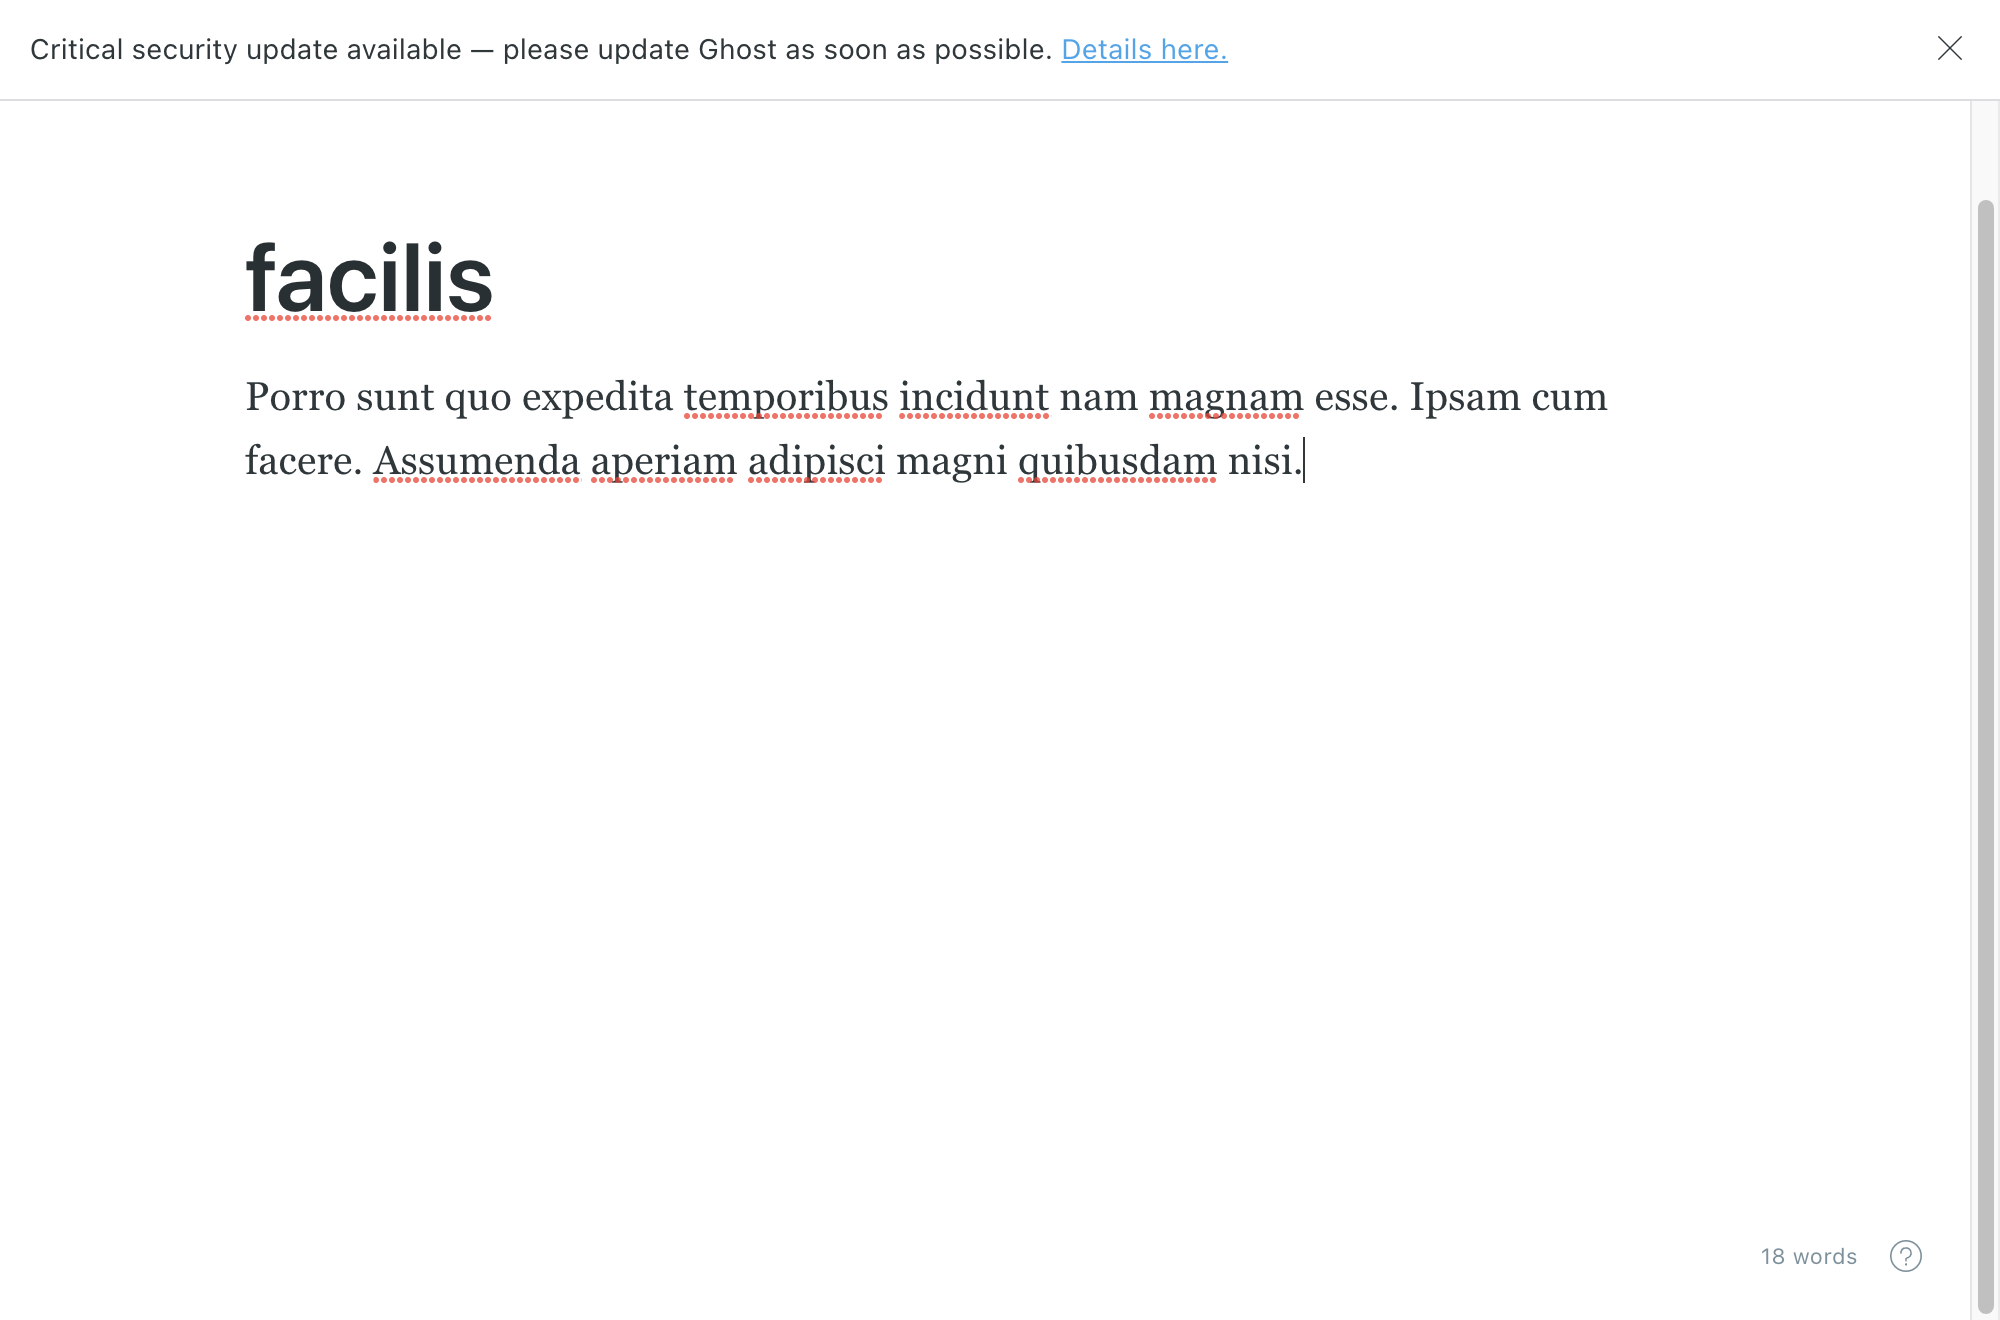 Critical security update available — please update Ghost as soon as possible. Details here.
facilis
Porro sunt quo expedita temporibus incidunt nam magnam esse. Ipsam cum
facere. Assumenda aperiam adipisci magni quibusdam nisi.
18 words